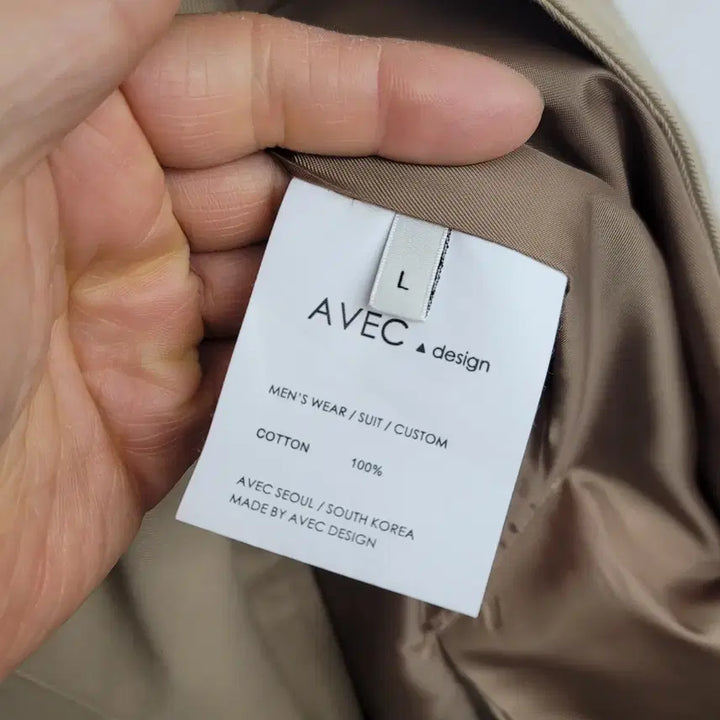 L
AVEC ▲ design
MEN'S WEAR / SUIT / CUSTOM
COTTON 100%
AVEC SEOUL / SOUTH KOREA
MADE BY AVEC DESIGN